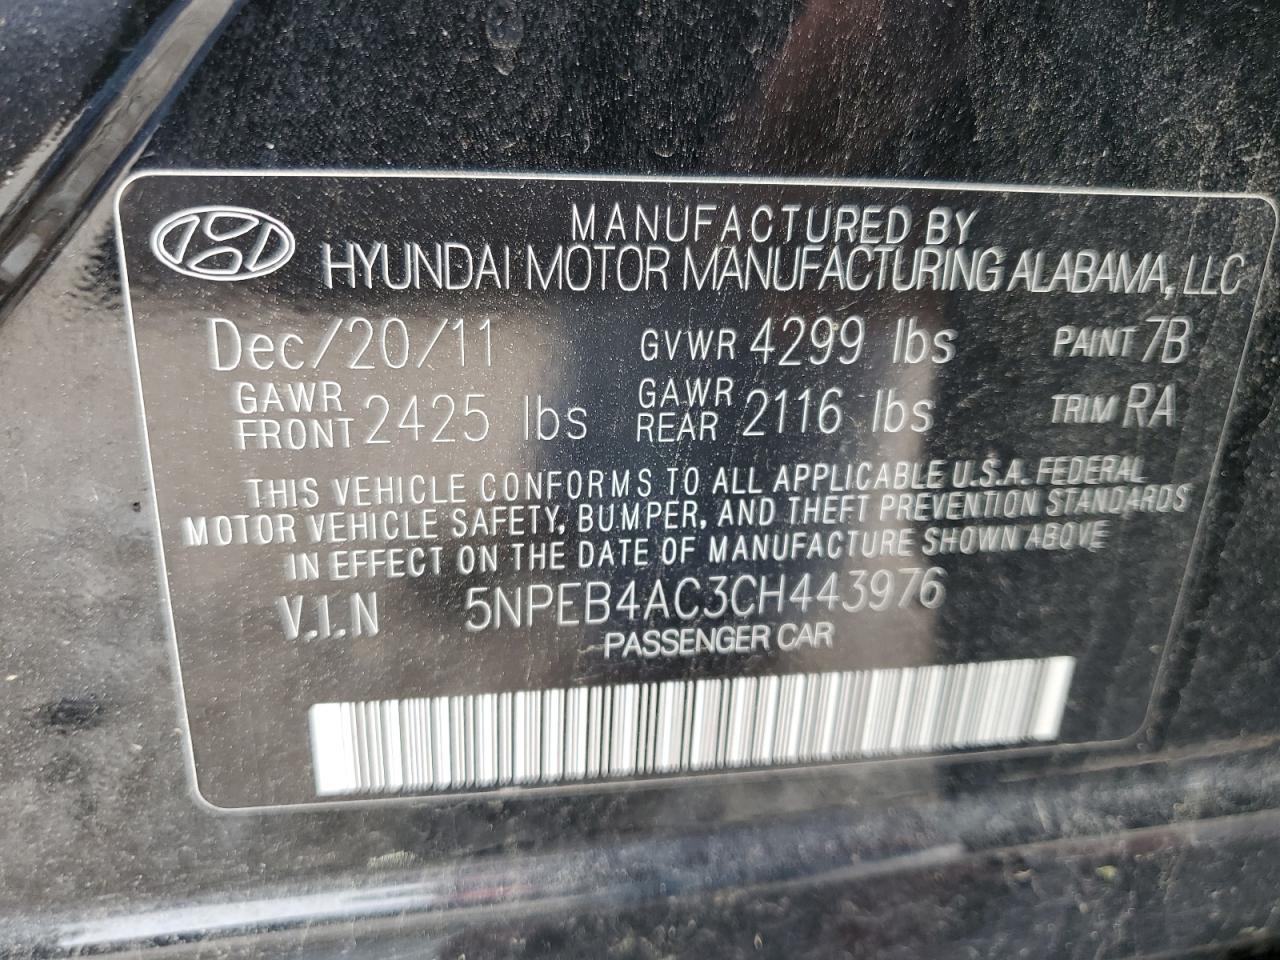 MANUFACTURED BY
HYUNDAI MOTOR MANUFACTURING ALABAMA, LLC
Dec/20/11 GVWR 4299 lbs PAINT 7B
GAWR FRONT 2425 lbs GAWR REAR 2116 lbs TRIM RA
THIS VEHICLE CONFORMS TO ALL APPLICABLE U.S.A. FEDERAL
MOTOR VEHICLE SAFETY, BUMPER, AND THEFT PREVENTION STANDARDS
IN EFFECT ON THE DATE OF MANUFACTURE SHOWN ABOVE
V.I.N 5NPEB4AC3CH443976
PASSENGER CAR